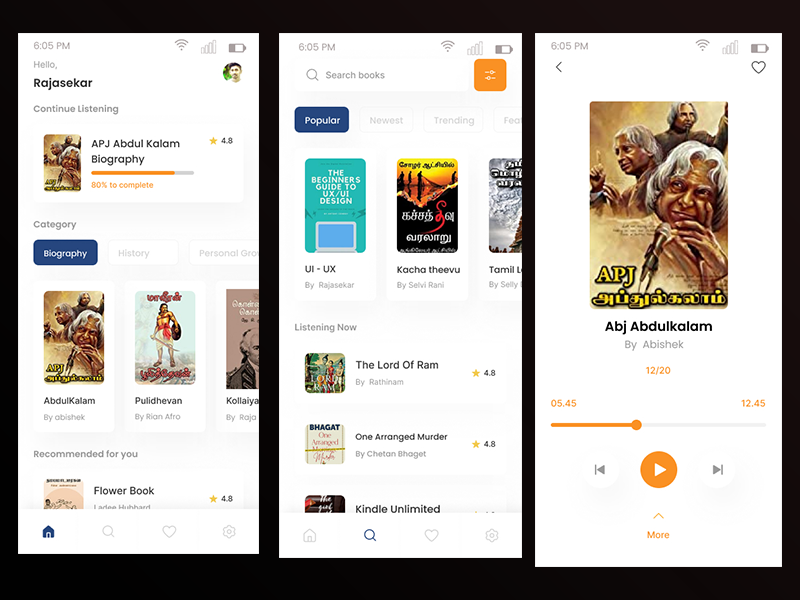 6:05 PM
Hello,
Rajasekar
Continue Listening
APJ Abdul Kalam
Biography
4.8
80% to complete
Category
Biography
History
Personal Grow
APJ
அப்துல்கலாம்
மாவீரன்
புலித்தேவன்
AbdulKalam
By abishek
Pulidhevan
By Rian Afro
Kollaiya
By Raja
Recommended for you
Flower Book
Ladee Hubbard
4.8
6:05 PM
Search books
Popular
Newest
Trending
Feat
THE
BEGINNERS
GUIDE TO
UX/UI
DESIGN
சோழர் ஆட்சியில்
கச்சத்தீவு
வரலாறு
UI - UX
By Rajasekar
Kacha theevu
By Selvi Rani
Tamil L
By Selly
Listening Now
The Lord Of Ram
By Rathinam
4.8
BHAGAT
One
Arranged
Murder
One Arranged Murder
By Chetan Bhaget
4.8
Kindle Unlimited
6:05 PM
APJ
அப்துல்கலாம்
Abj Abdulkalam
By Abishek
12/20
05.45
12.45
More